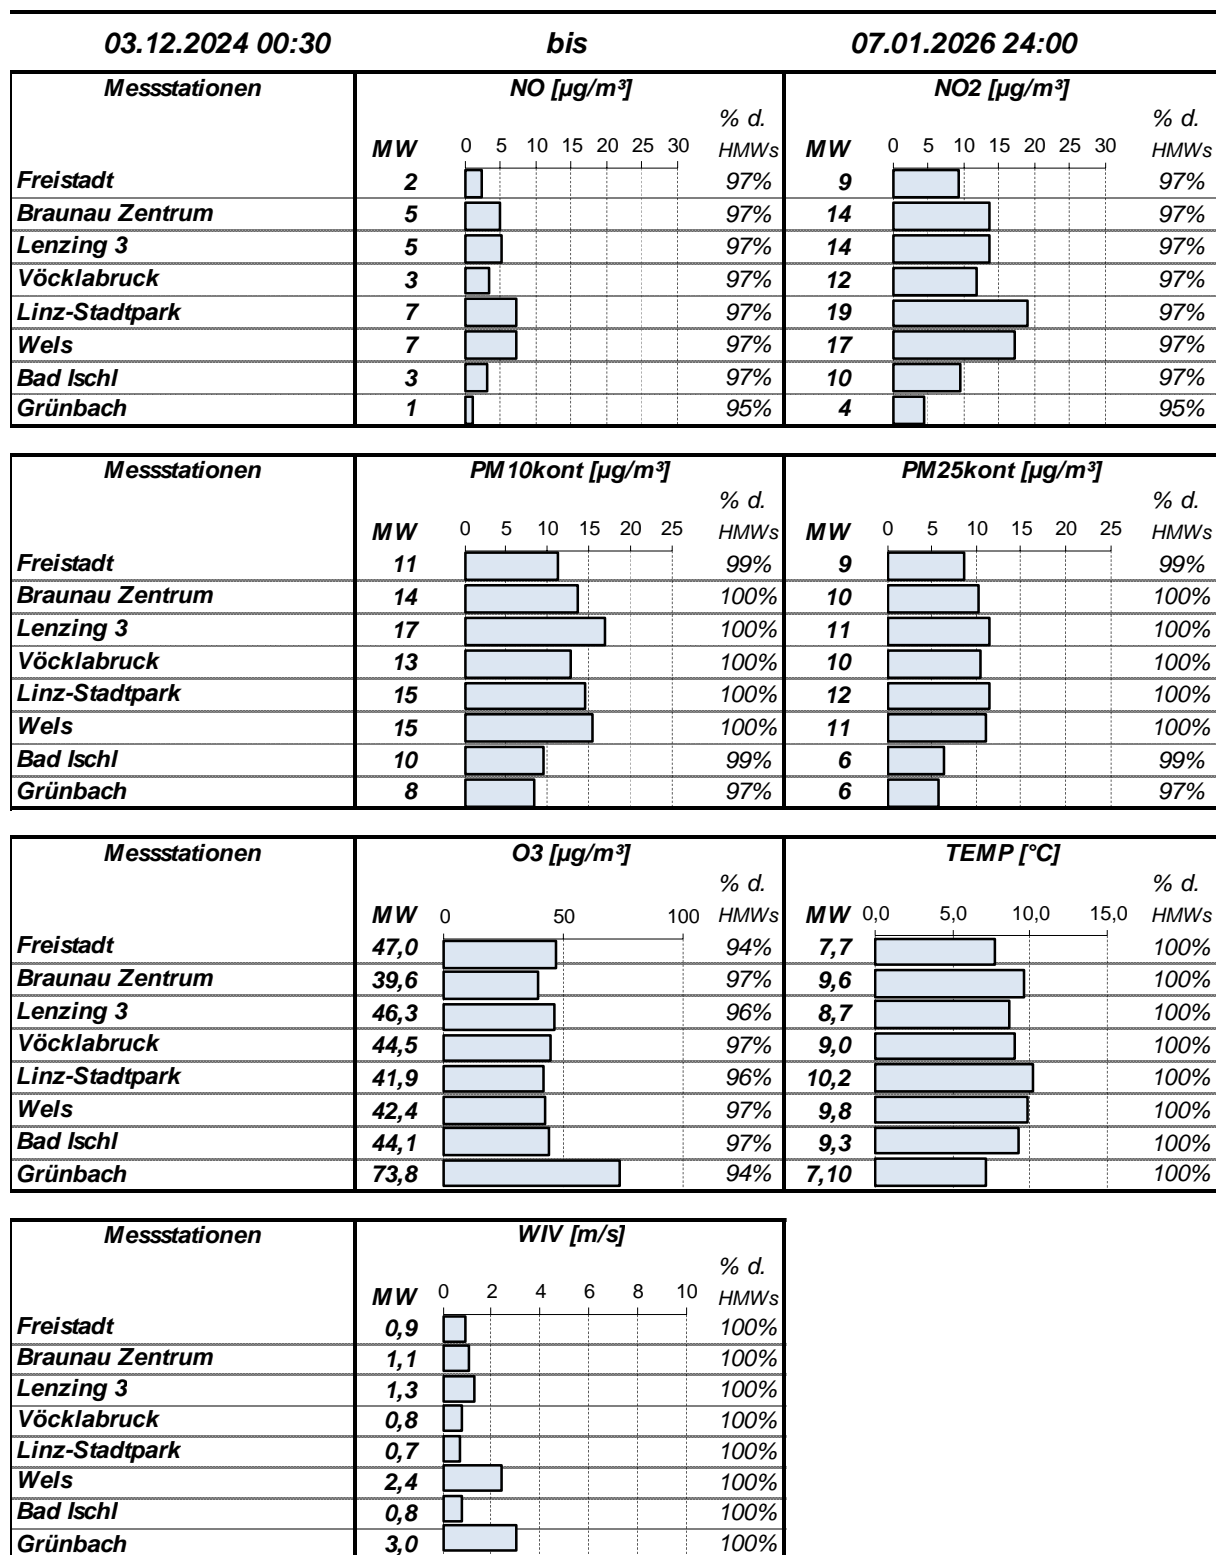 03.12.2024 00:30 bis 07.01.2026 24:00
Messstationen NO [µg/m³] NO2 [µg/m³]
% d. % d.
MW 0 5 10 15 20 25 30 HMWs MW 0 5 10 15 20 25 30 HMWs
Freistadt 2 97% 9 97%
Braunau Zentrum 5 97% 14 97%
Lenzing 3 5 97% 14 97%
Vöcklabruck 3 97% 12 97%
Linz-Stadtpark 7 97% 19 97%
Wels 7 97% 17 97%
Bad Ischl 3 97% 10 97%
Grünbach 1 95% 4 95%
Messstationen PM10kont [µg/m³] PM25kont [µg/m³]
% d. % d.
MW 0 5 10 15 20 25 HMWs MW 0 5 10 15 20 25 HMWs
Freistadt 11 99% 9 99%
Braunau Zentrum 14 100% 10 100%
Lenzing 3 17 100% 11 100%
Vöcklabruck 13 100% 10 100%
Linz-Stadtpark 15 100% 12 100%
Wels 15 100% 11 100%
Bad Ischl 10 99% 6 99%
Grünbach 8 97% 6 97%
Messstationen O3 [µg/m³] TEMP [°C]
% d. % d.
MW 0 50 100 HMWs MW 0,0 5,0 10,0 15,0 HMWs
Freistadt 47,0 94% 7,7 100%
Braunau Zentrum 39,6 97% 9,6 100%
Lenzing 3 46,3 96% 8,7 100%
Vöcklabruck 44,5 97% 9,0 100%
Linz-Stadtpark 41,9 96% 10,2 100%
Wels 42,4 97% 9,8 100%
Bad Ischl 44,1 97% 9,3 100%
Grünbach 73,8 94% 7,10 100%
Messstationen WIV [m/s]
% d.
MW 0 2 4 6 8 10 HMWs
Freistadt 0,9 100%
Braunau Zentrum 1,1 100%
Lenzing 3 1,3 100%
Vöcklabruck 0,8 100%
Linz-Stadtpark 0,7 100%
Wels 2,4 100%
Bad Ischl 0,8 100%
Grünbach 3,0 100%